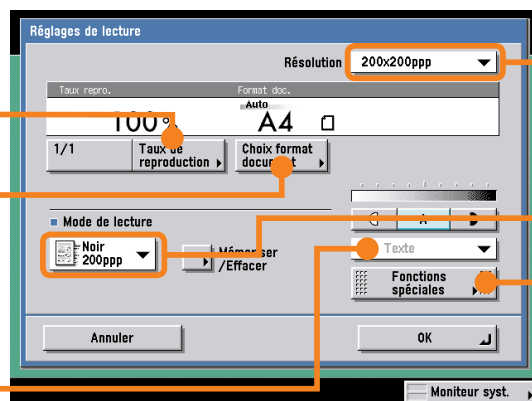 Réglages de lecture
Résolution 200x200ppp
Taux repro. Format doc.
Auto
100% A4
1/1 Taux de reproduction
Choix format document
Mode de lecture
Noir
200ppp
Mémoriser
/Effacer
A
Texte
Fonctions
spéciales
Annuler OK
Moniteur syst.